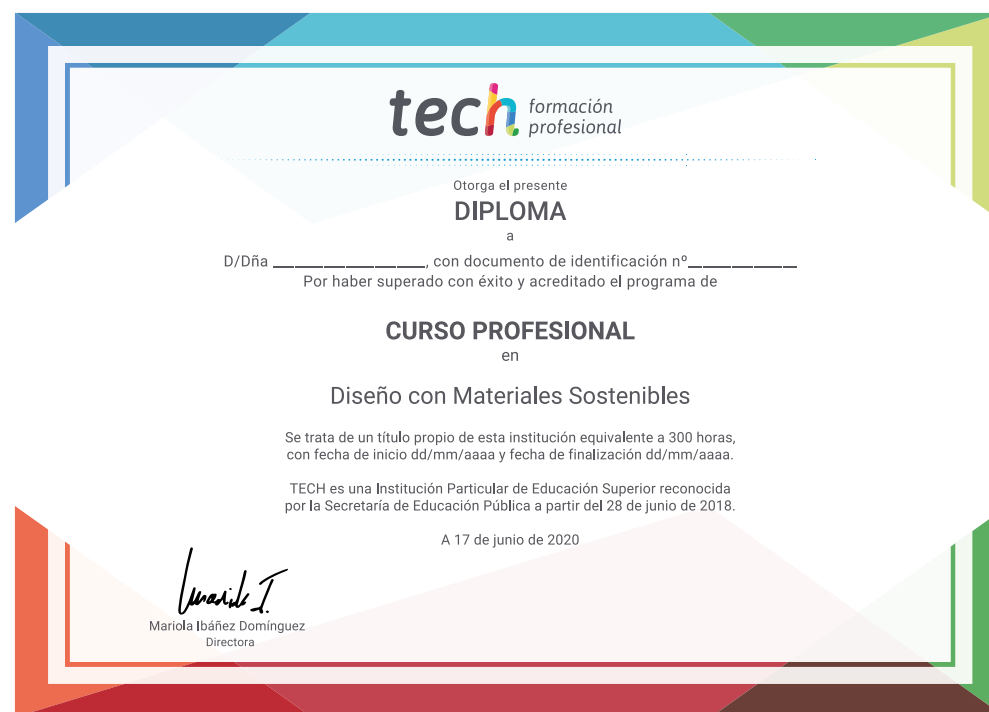 tech formación
profesional
Otorga el presente
DIPLOMA
a
D/Dña ____________________, con documento de identificación nº______________
Por haber superado con éxito y acreditado el programa de
CURSO PROFESIONAL
en
Diseño con Materiales Sostenibles
Se trata de un título propio de esta institución equivalente a 300 horas,
con fecha de inicio dd/mm/aaaa y fecha de finalización dd/mm/aaaa.
TECH es una Institución Particular de Educación Superior reconocida
por la Secretaría de Educación Pública a partir del 28 de junio de 2018.
A 17 de junio de 2020
Mariola Ibáñez Domínguez
Directora